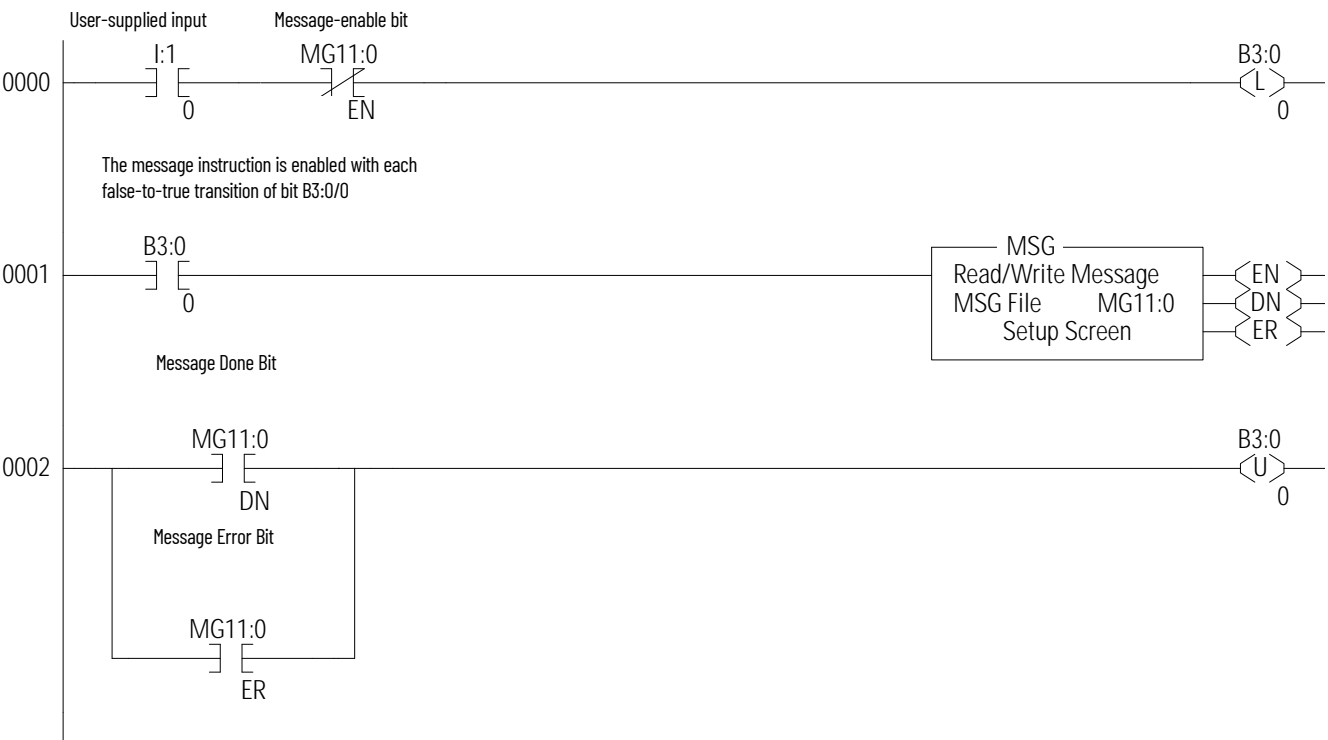 User-supplied input
Message-enable bit
I:1
MG11:0
B3:0
0000
L
0
EN
0
The message instruction is enabled with each
false-to-true transition of bit B3:0/0
B3:0
MSG
0001
Read/Write Message
EN
0
MSG File MG11:0
DN
Setup Screen
ER
Message Done Bit
MG11:0
B3:0
0002
U
DN
0
Message Error Bit
MG11:0
ER